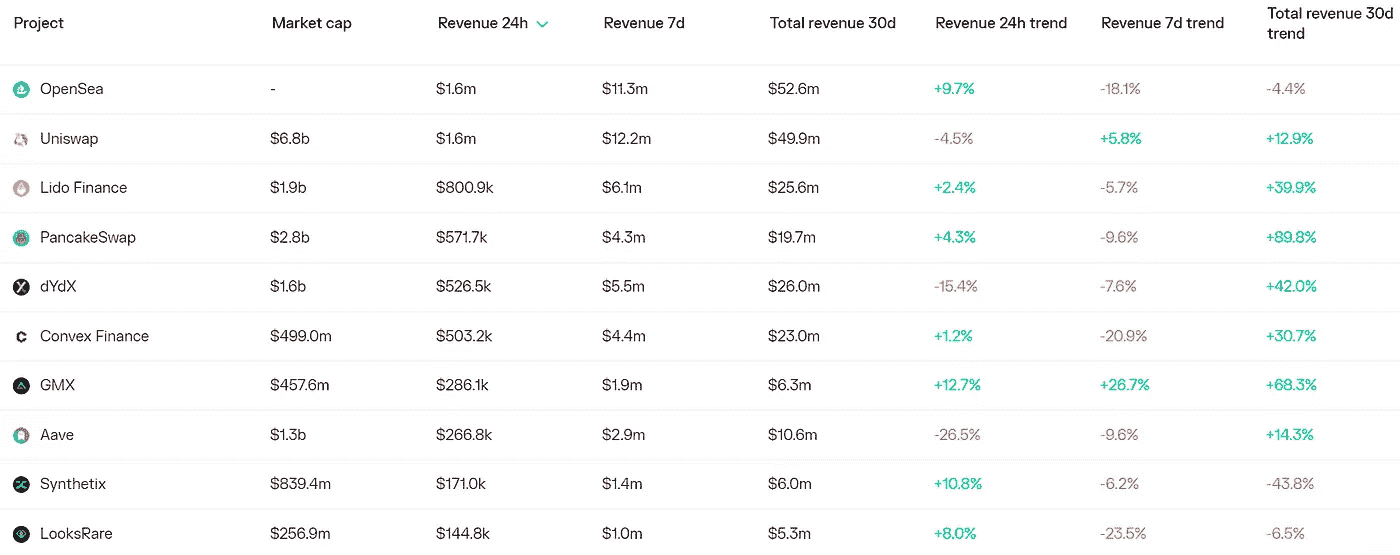 Project Market cap Revenue 24h Revenue 7d Total revenue 30d Revenue 24h trend Revenue 7d trend Total revenue 30d trend
OpenSea - $1.6m $11.3m $52.6m +9.7% -18.1% -4.4%
Uniswap $6.8b $1.6m $12.2m $49.9m -4.5% +5.8% +12.9%
Lido Finance $1.9b $800.9k $6.1m $25.6m +2.4% -5.7% +39.9%
PancakeSwap $2.8b $571.7k $4.3m $19.7m +4.3% -9.6% +89.8%
dYdX $1.6b $526.5k $5.5m $26.0m -15.4% -7.6% +42.0%
Convex Finance $499.0m $503.2k $4.4m $23.0m +1.2% -20.9% +30.7%
GMX $457.6m $286.1k $1.9m $6.3m +12.7% +26.7% +68.3%
Aave $1.3b $266.8k $2.9m $10.6m -26.5% -9.6% +14.3%
Synthetix $839.4m $171.0k $1.4m $6.0m +10.8% -6.2% -43.8%
LooksRare $256.9m $144.8k $1.0m $5.3m +8.0% -23.5% -6.5%